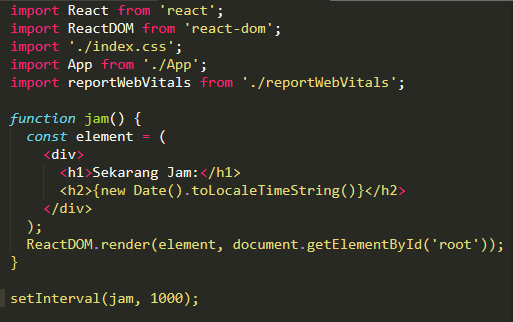 import React from 'react';
import ReactDOM from 'react-dom';
import './index.css';
import App from './App';
import reportWebVitals from './reportWebVitals';
function jam() {
const element = (
<div>
<h1>Sekarang Jam:</h1>
<h2>{new Date().toLocaleTimeString()}</h2>
</div>
);
ReactDOM.render(element, document.getElementById('root'));
}
setInterval(jam, 1000);